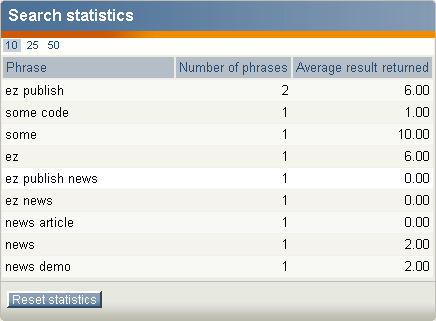 Search statistics
10 25 50
Phrase Number of phrases Average result returned
ez publish 2 6.00
some code 1 1.00
some 1 10.00
ez 1 6.00
ez publish news 1 0.00
ez news 1 0.00
news article 1 0.00
news 1 2.00
news demo 1 2.00
Reset statistics